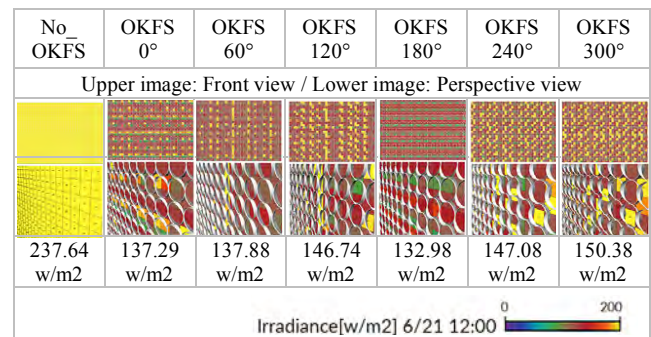 No_ OKFS OKFS OKFS OKFS OKFS OKFS
OKFS 0° 60° 120° 180° 240° 300°
Upper image: Front view / Lower image: Perspective view
237.64 137.29 137.88 146.74 132.98 147.08 150.38
w/m2 w/m2 w/m2 w/m2 w/m2 w/m2 w/m2
0 200
Irradiance[w/m2] 6/21 12:00